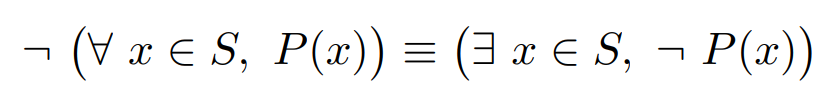 ¬ (∀ x ∈ S, P(x)) ≡ (∃ x ∈ S, ¬ P(x))